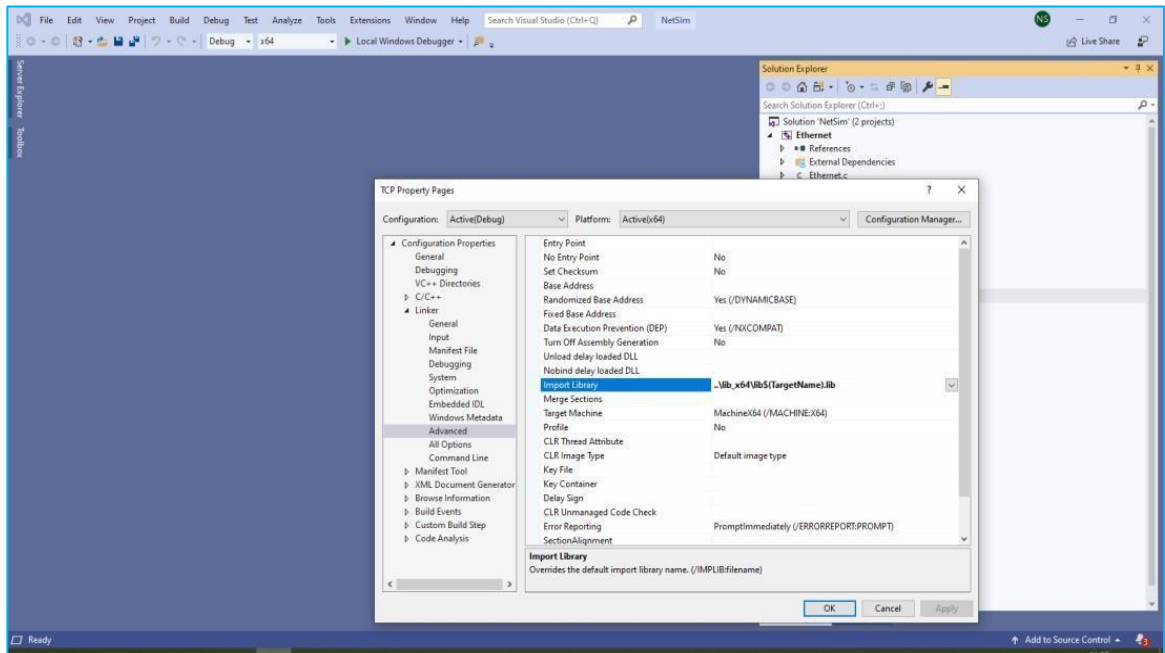 File Edit View Project Build Debug Test Analyze Tools Extensions Window Help Search Visual Studio (Ctrl+Q) NetSim NS
Debug x64 Local Windows Debugger Live Share
Server Explorer
Toolbox
Solution Explorer
Search Solution Explorer (Ctrl+;)
Solution 'NetSim' (2 projects)
Ethernet
References
External Dependencies
Ethernet.c
TCP Property Pages ? X
Configuration: Active(Debug) Platform: Active(x64) Configuration Manager...
Configuration Properties
General
Debugging
VC++ Directories
C/C++
Linker
General
Input
Manifest File
Debugging
System
Optimization
Embedded IDL
Windows Metadata
Advanced
All Options
Command Line
Manifest Tool
XML Document Generator
Browse Information
Build Events
Custom Build Step
Code Analysis
Entry Point
No Entry Point No
Set Checksum No
Base Address
Randomized Base Address Yes (/DYNAMICBASE)
Fixed Base Address
Data Execution Prevention (DEP) Yes (/NXCOMPAT)
Turn Off Assembly Generation No
Unload delay loaded DLL
Nobind delay loaded DLL
Import Library ..\lib_x64\lib$(TargetName).lib
Merge Sections
Target Machine MachineX64 (/MACHINE:X64)
Profile No
CLR Thread Attribute
CLR Image Type Default image type
Key File
Key Container
Delay Sign
CLR Unmanaged Code Check
Error Reporting PromptImmediately (/ERRORREPORT:PROMPT)
SectionAlignment
Import Library
Overrides the default import library name. (/IMPLIB:filename)
OK Cancel Apply
Ready Add to Source Control 3